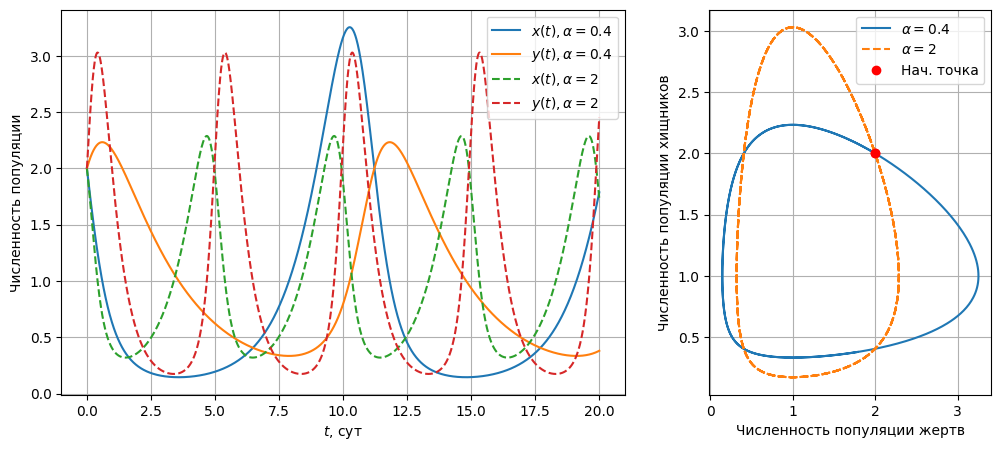 Численность популяции
3.0
2.5
2.0
1.5
1.0
0.5
0.0
0.0
2.5
5.0
7.5
10.0
12.5
15.0
17.5
20.0
t, сут
x(t), α = 0.4
y(t), α = 0.4
x(t), α = 2
y(t), α = 2
Численность популяции хищников
3.0
2.5
2.0
1.5
1.0
0.5
0
1
2
3
Численность популяции жертв
α = 0.4
α = 2
Нач. точка